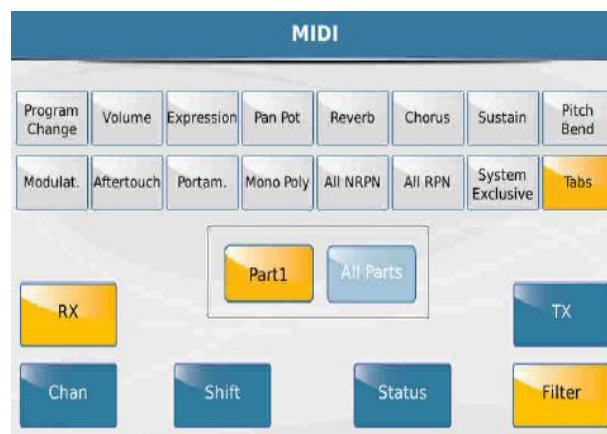 MIDI
Program Change Volume Expression Pan Pot Reverb Chorus Sustain Pitch Bend
Modulat. Aftertouch Portam. Mono Poly All NRPN All RPN System Exclusive Tabs
Part1 All Parts
RX TX
Chan Shift Status Filter